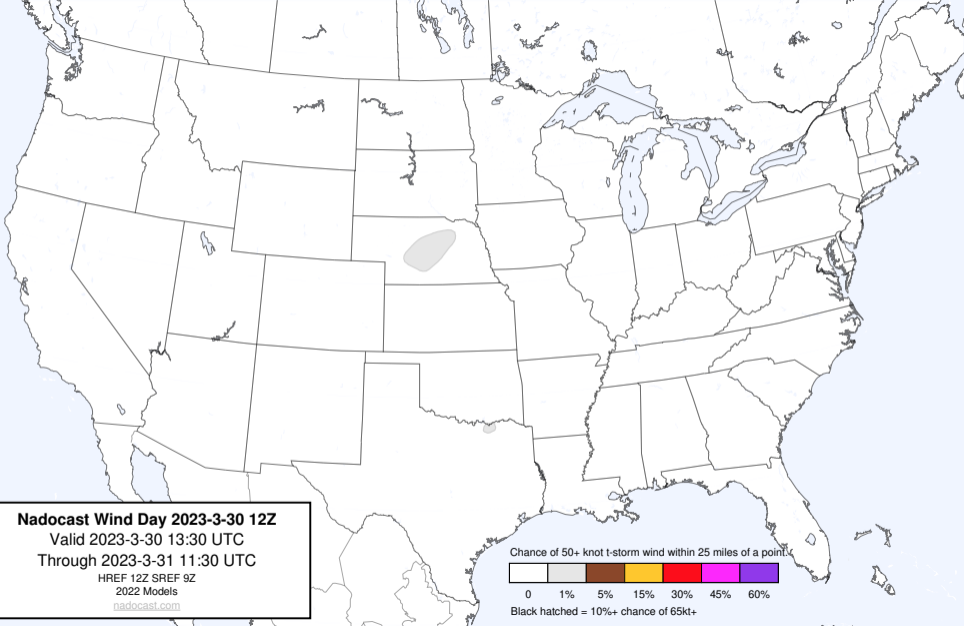 Nadocast Wind Day 2023-3-30 12Z
Valid 2023-3-30 13:30 UTC
Through 2023-3-31 11:30 UTC
HREF 12Z SREF 9Z
2022 Models
nadocast.com
Chance of 50+ knot t-storm wind within 25 miles of a point.
0 1% 5% 15% 30% 45% 60%
Black hatched = 10%+ chance of 65kt+